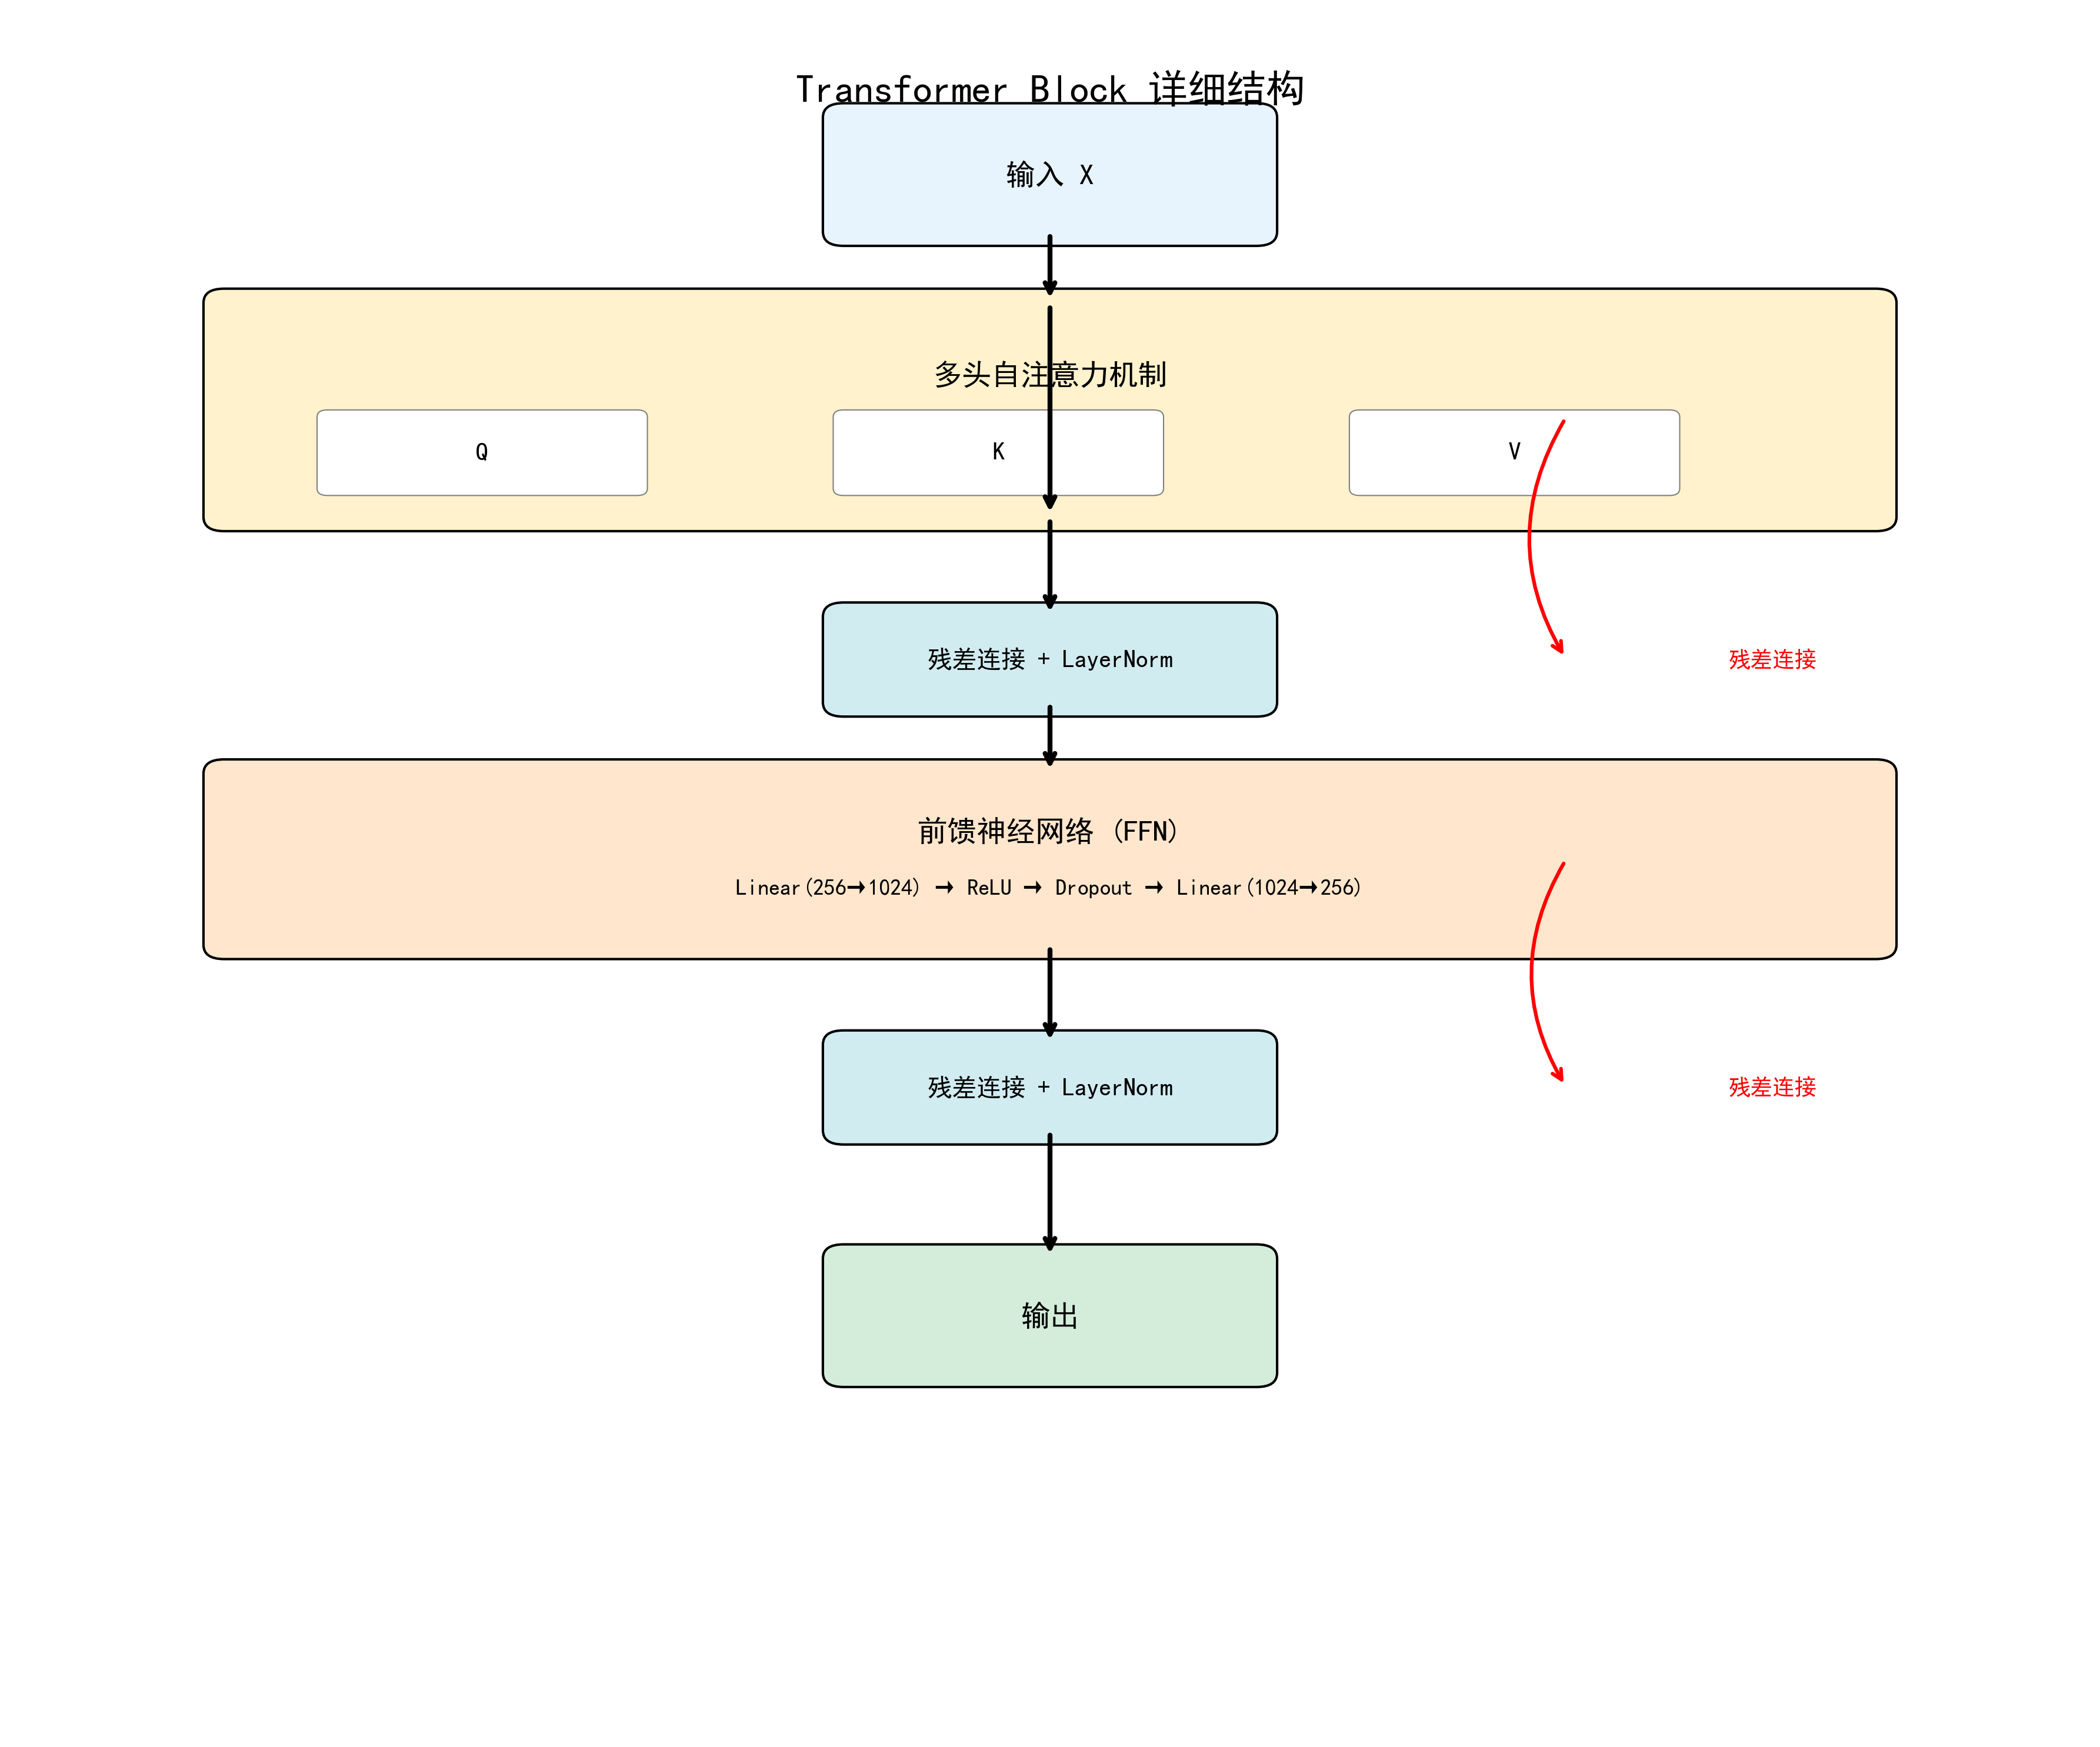 Transformer Block 详细结构
输入 X
多头自注意力机制
Q
K
V
残差连接 + LayerNorm
残差连接
前馈神经网络 (FFN)
Linear(256→1024) → ReLU → Dropout → Linear(1024→256)
残差连接 + LayerNorm
残差连接
输出